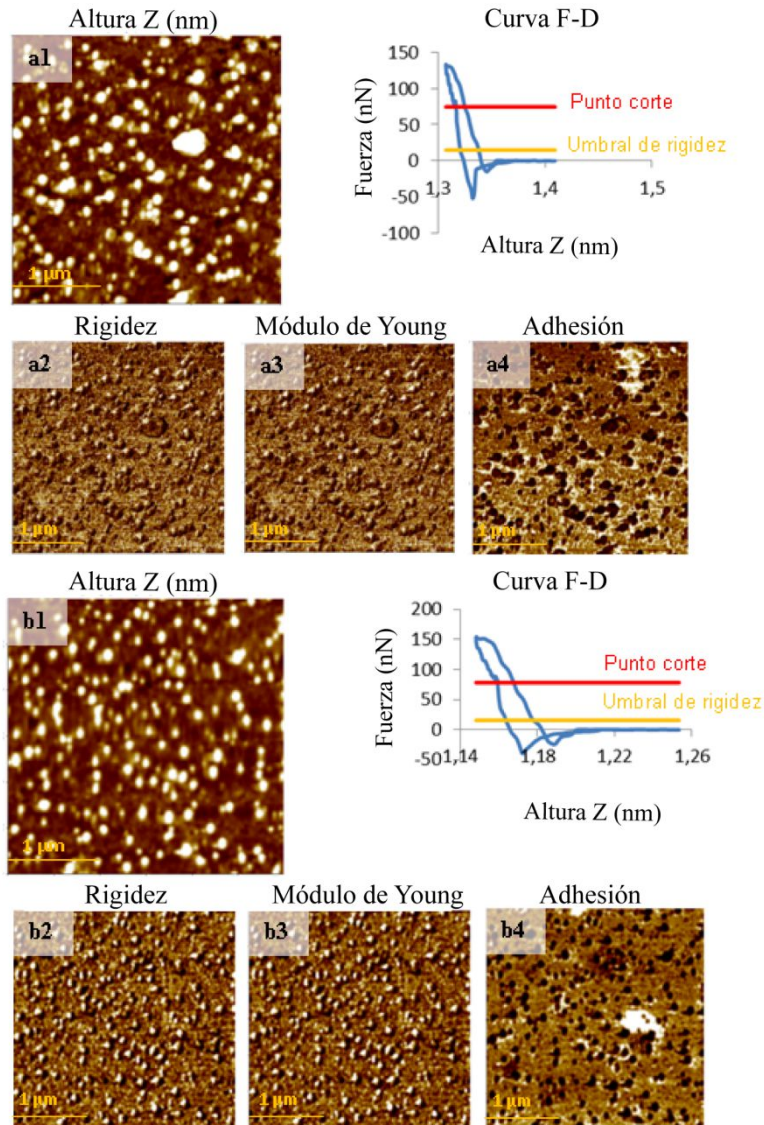 Altura Z (nm)
a1
1 µm
Curva F-D
Fuerza (nN)
150
100
50
0
-50
-100
1,3
1,4
1,5
Punto corte
Umbral de rigidez
Altura Z (nm)
Rigidez
a2
1 µm
Módulo de Young
a3
1 µm
Adhesión
a4
1 µm
Altura Z (nm)
b1
1 µm
Curva F-D
Fuerza (nN)
200
150
100
50
0
-50
1,14
1,18
1,22
1,26
Punto corte
Umbral de rigidez
Altura Z (nm)
Rigidez
b2
1 µm
Módulo de Young
b3
1 µm
Adhesión
b4
1 µm